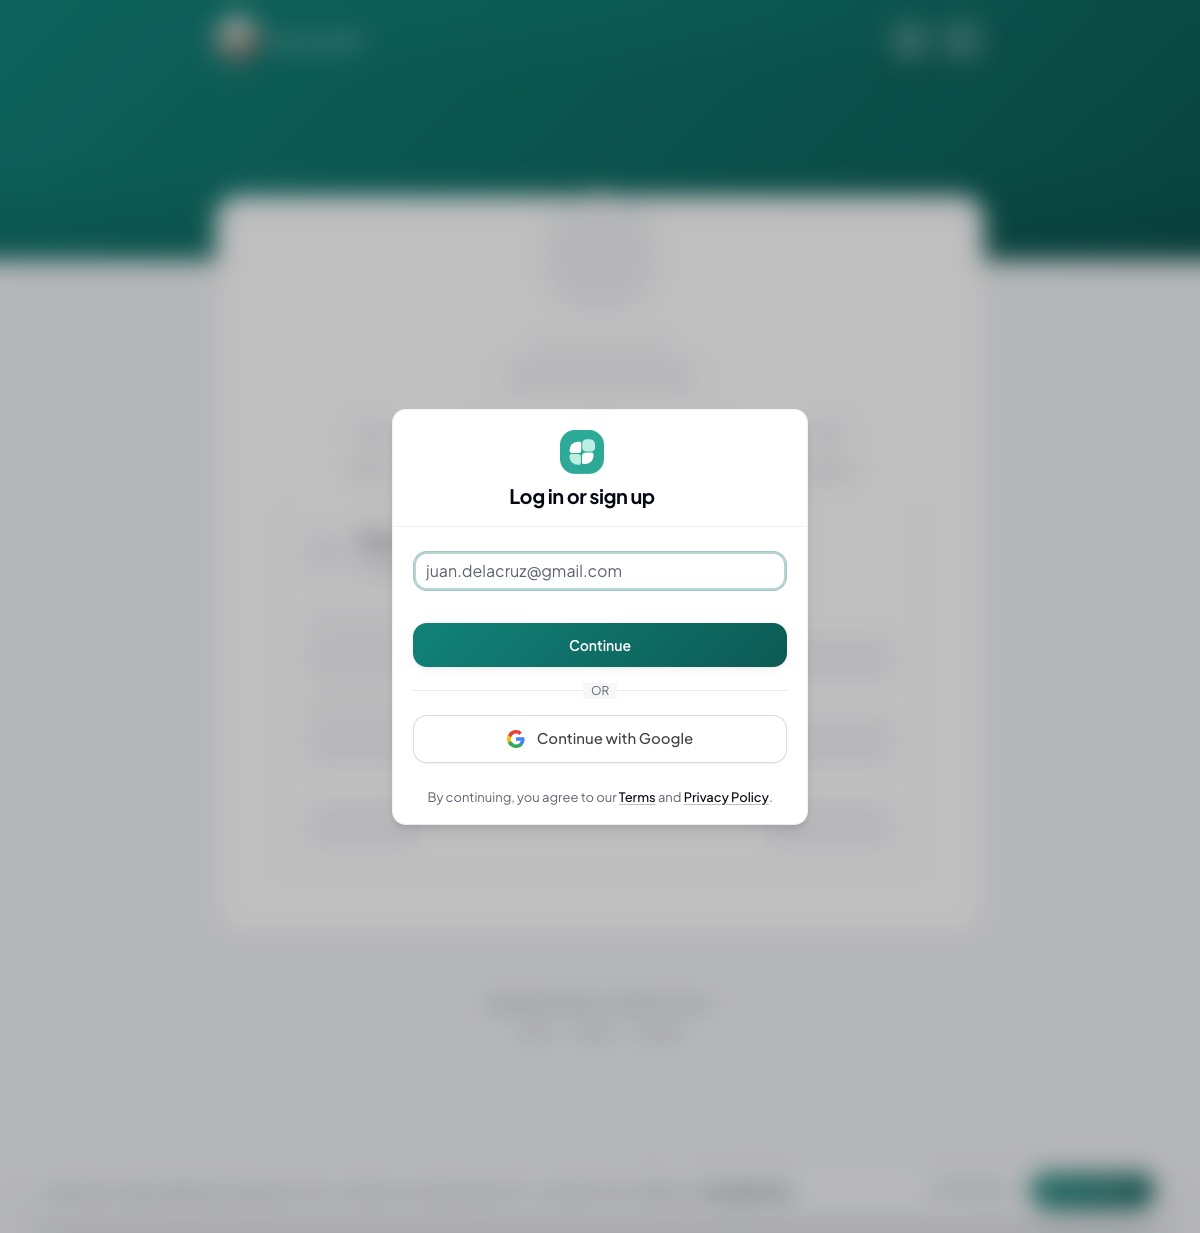 Log in or sign up
juan.delacruz@gmail.com
Continue
OR
Continue with Google
By continuing, you agree to our Terms and Privacy Policy.